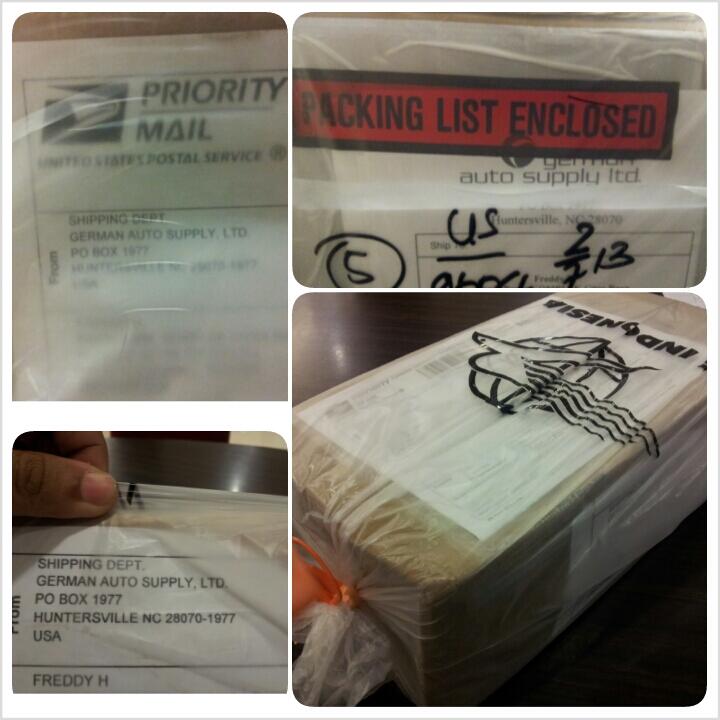 PRIORITY
MAIL
UNITED STATES POSTAL SERVICE ®
From
SHIPPING DEPT.
GERMAN AUTO SUPPLY, LTD.
PO BOX 1977
HUNTERSVILLE NC 28070-1977
USA
PACKING LIST ENCLOSED
german
auto supply ltd.
Huntersville, NC 28070
Ship
US
5
2
13
Fredd
From
SHIPPING DEPT.
GERMAN AUTO SUPPLY, LTD.
PO BOX 1977
HUNTERSVILLE NC 28070-1977
USA
FREDDY H
INDONESIA